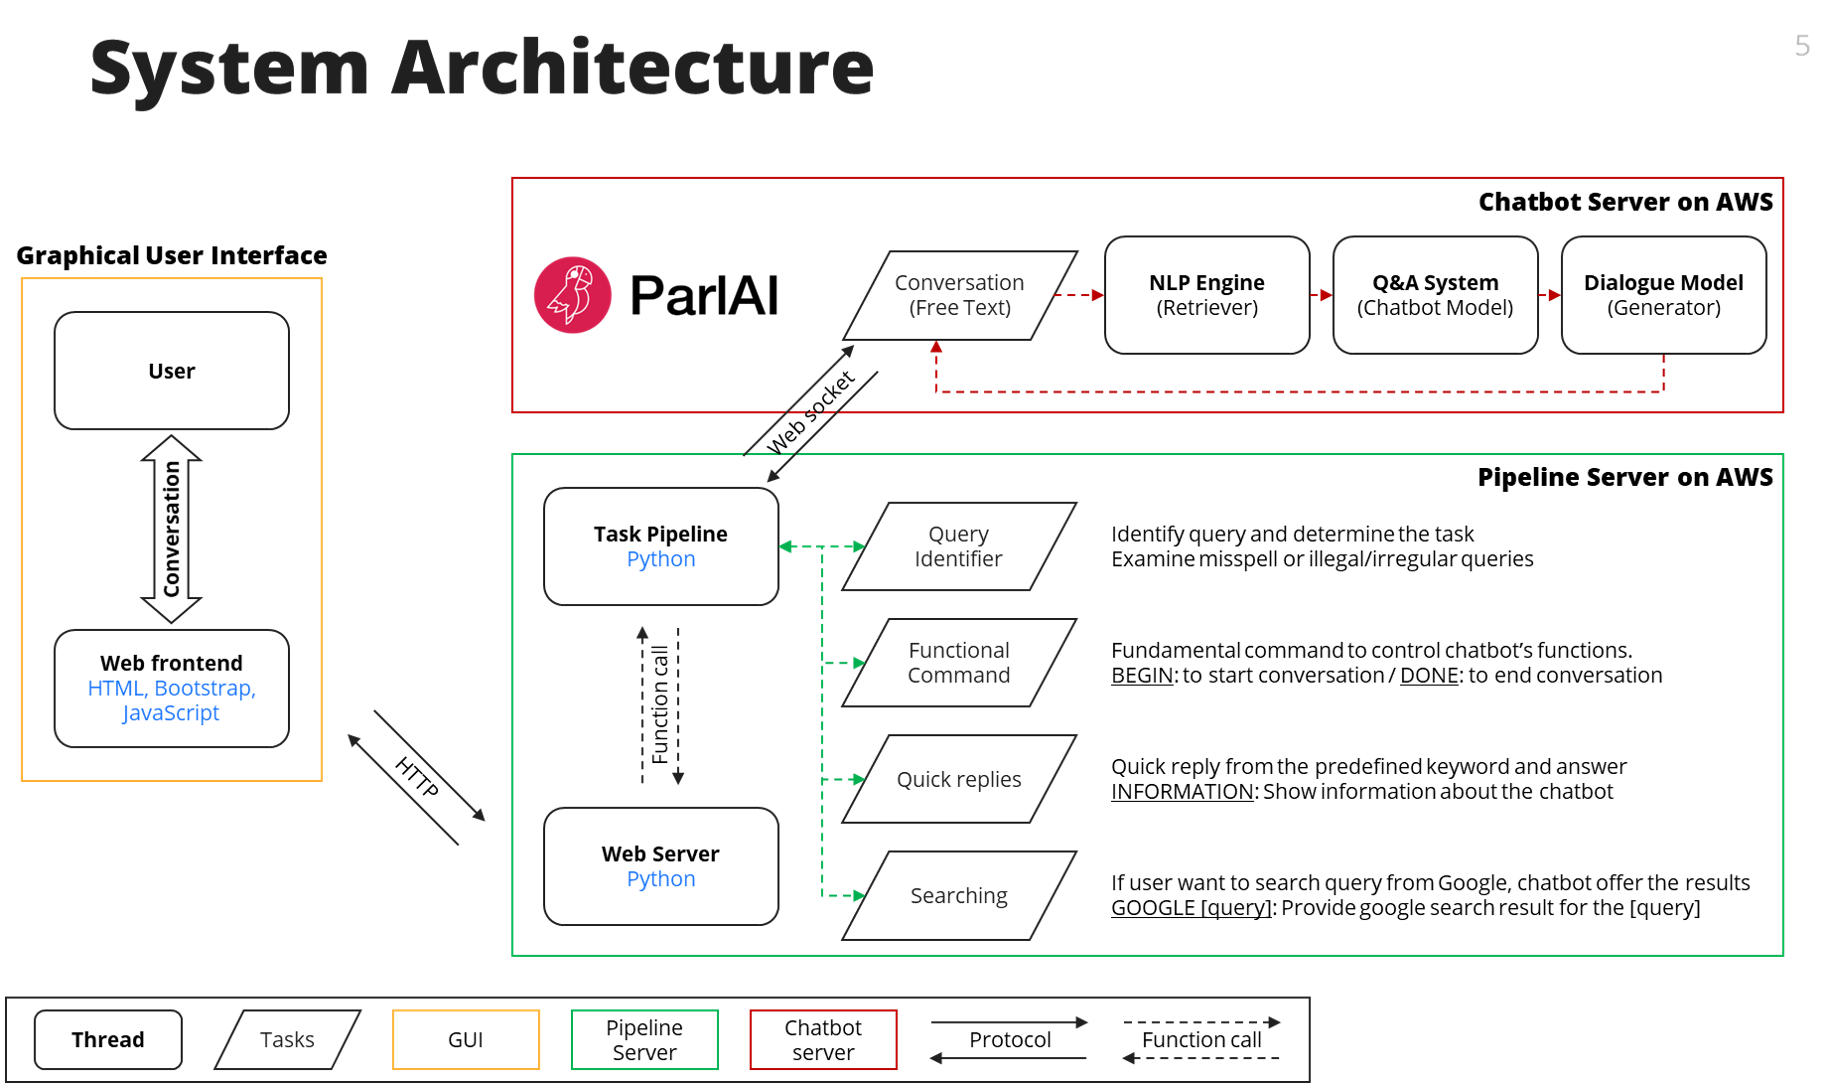 System Architecture
5
Graphical User Interface
User
Conversation
Web frontend
HTML, Bootstrap,
JavaScript
HTTP
Chatbot Server on AWS
ParlAI
Conversation
(Free Text)
NLP Engine
(Retriever)
Q&A System
(Chatbot Model)
Dialogue Model
(Generator)
Web socket
Pipeline Server on AWS
Task Pipeline
Python
Function call
Web Server
Python
Query
Identifier
Identify query and determine the task
Examine misspell or illegal/irregular queries
Functional
Command
Fundamental command to control chatbot's functions.
BEGIN: to start conversation / DONE: to end conversation
Quick replies
Quick reply from the predefined keyword and answer
INFORMATION: Show information about the chatbot
Searching
If user want to search query from Google, chatbot offer the results
GOOGLE [query]: Provide google search result for the [query]
Thread
Tasks
GUI
Pipeline
Server
Chatbot
server
Protocol
Function call